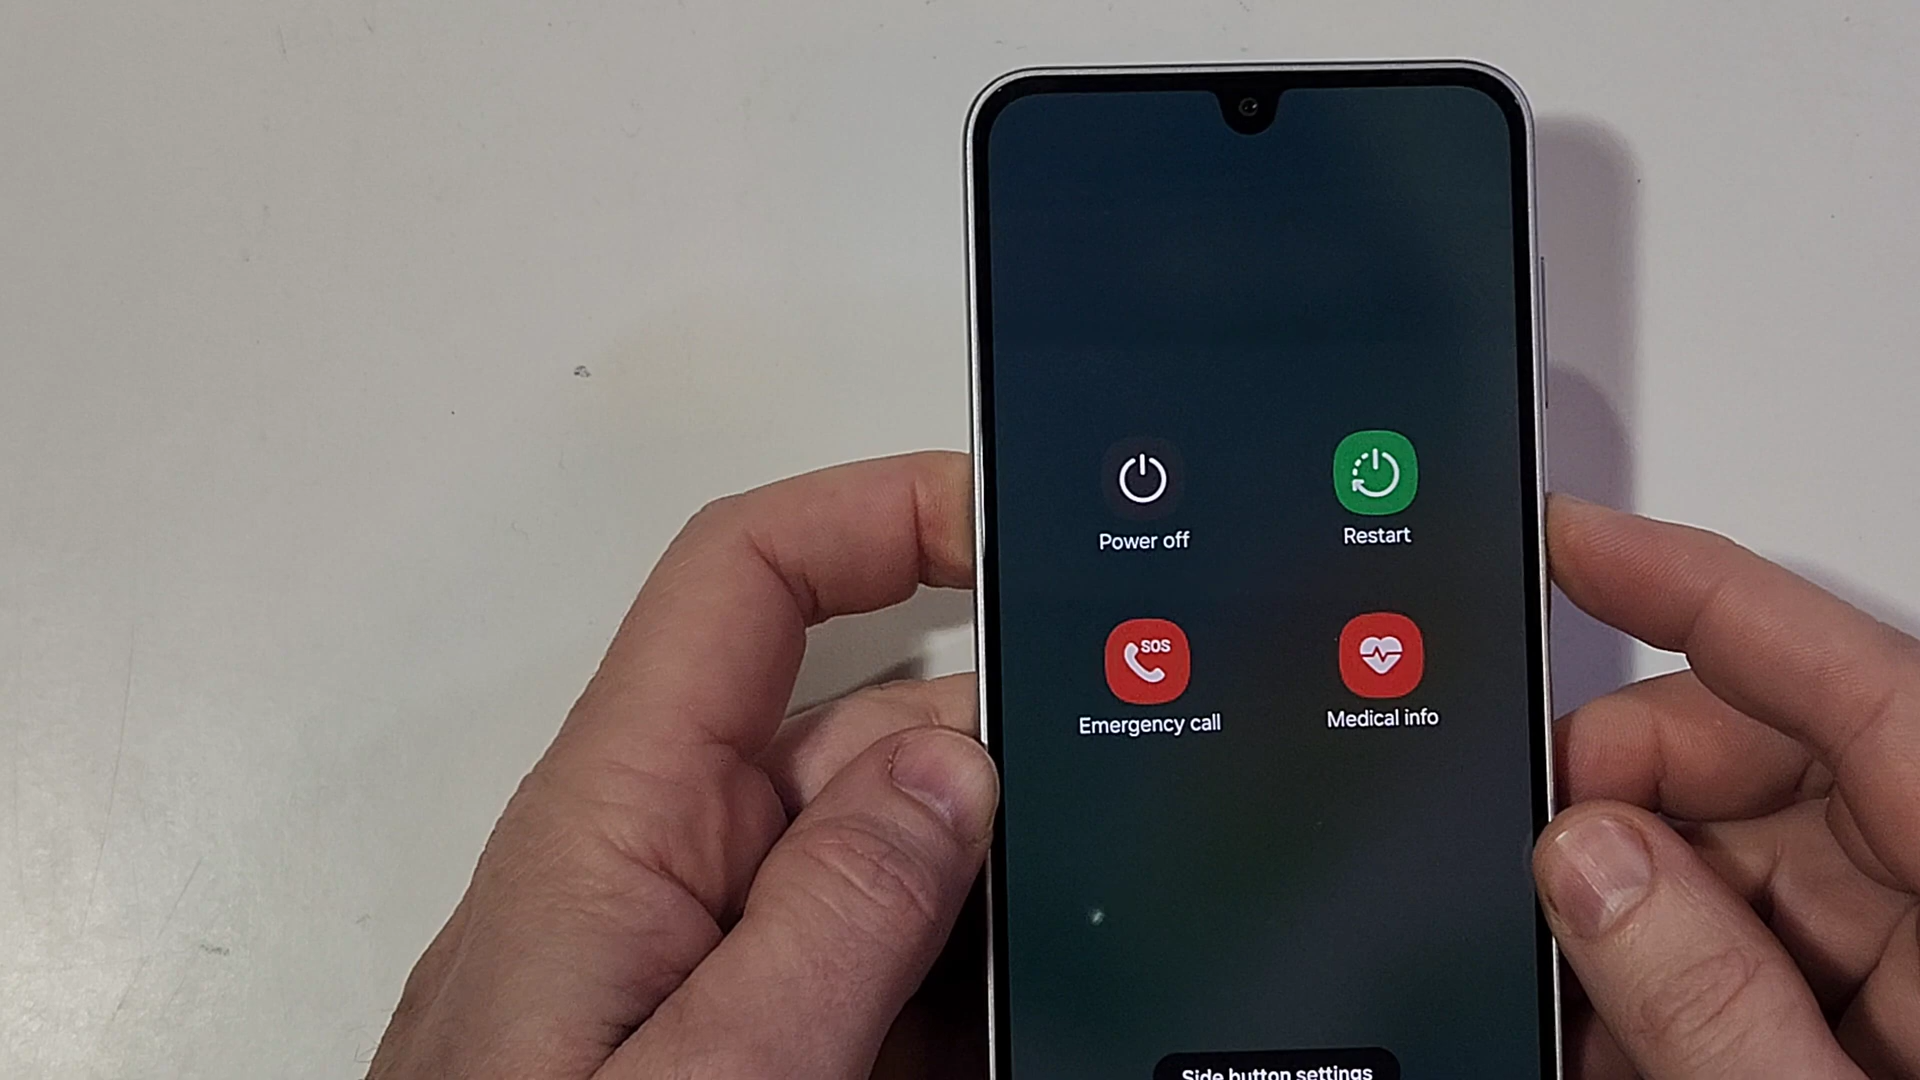 Power off
Restart
SOS
Emergency call
Medical info
Side button settings